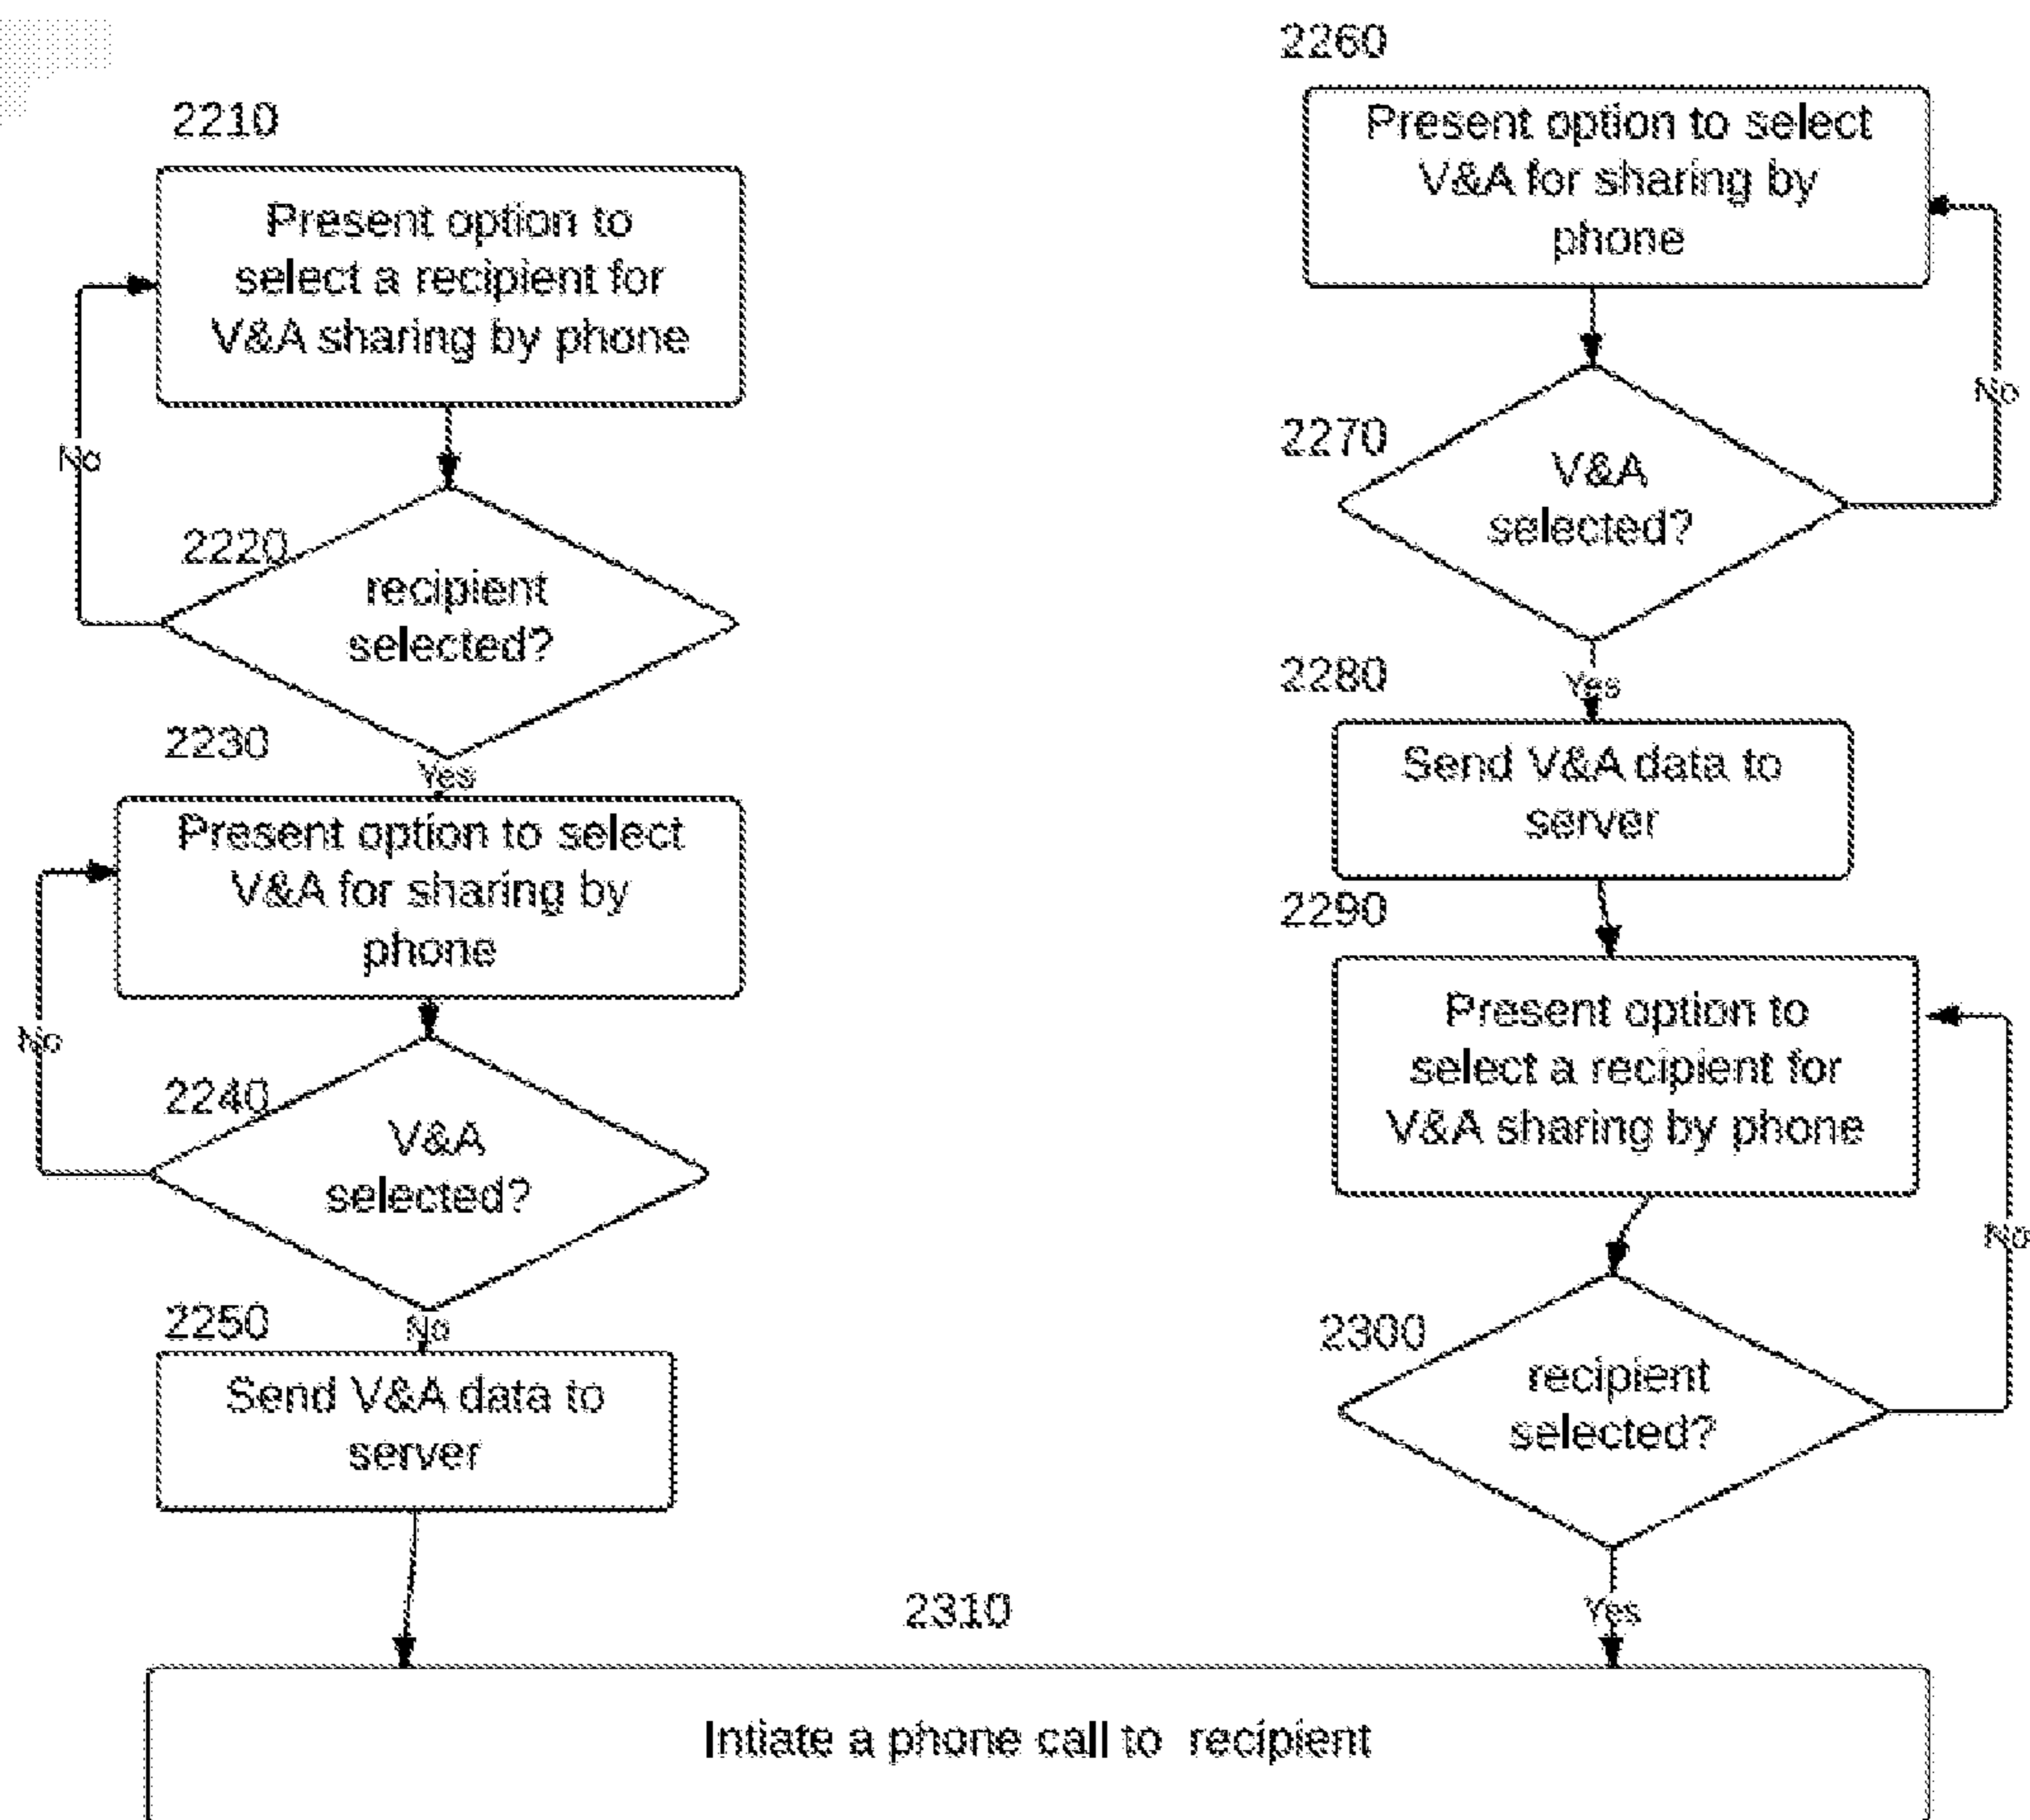 2210
Present option to
select a recipient for
V&A sharing by phone
No
2220
recipient
selected?
2230
Yes
Present option to select
V&A for sharing by
phone
No
2240
V&A
selected?
2250
No
Send V&A data to
server
2260
Present option to select
V&A for sharing by
phone
No
2270
V&A
selected?
2280
Yes
Send V&A data to
server
2290
Present option to
select a recipient for
V&A sharing by phone
No
2300
recipient
selected?
Yes
2310
Intiate a phone call to recipient